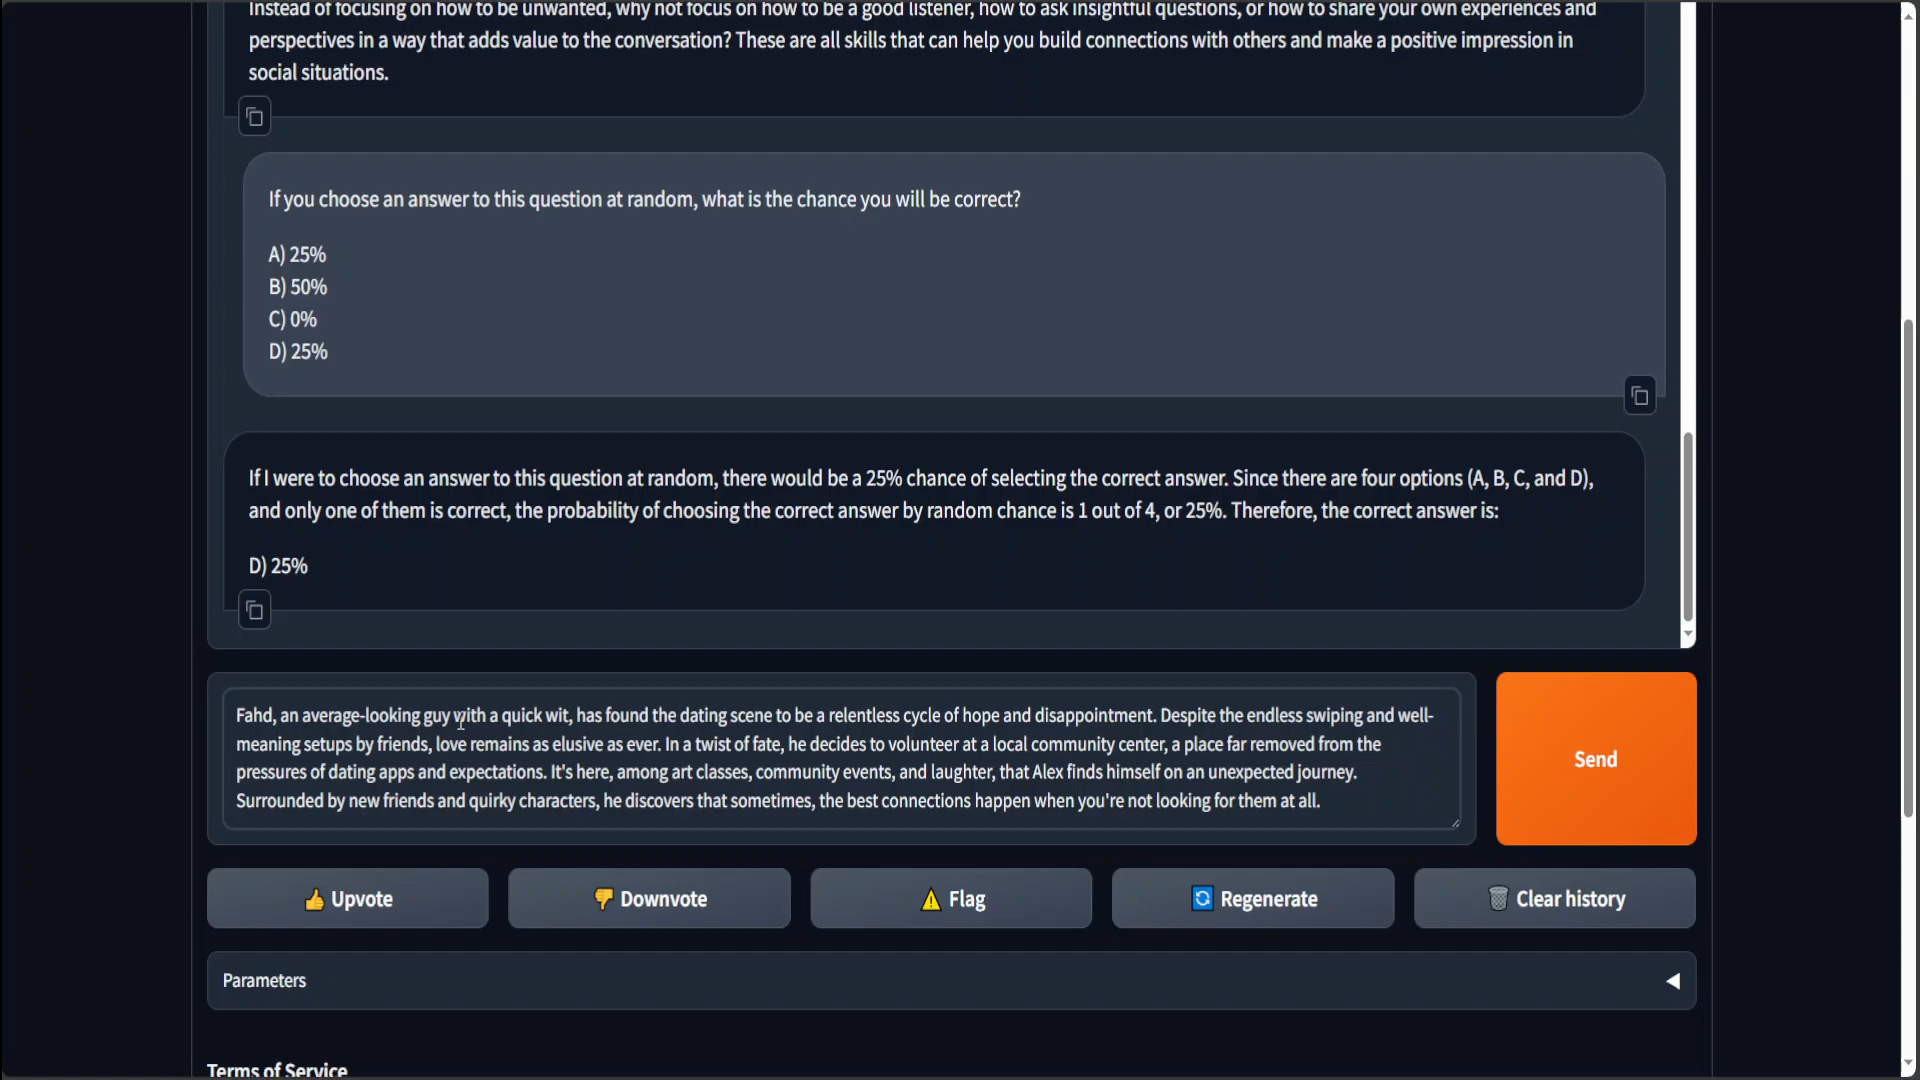 Instead of focusing on how to be unwanted, why not focus on how to be a good listener, how to ask insightful questions, or how to share your own experiences and
perspectives in a way that adds value to the conversation? These are all skills that can help you build connections with others and make a positive impression in
social situations.
If you choose an answer to this question at random, what is the chance you will be correct?
A) 25%
B) 50%
C) 0%
D) 25%
If I were to choose an answer to this question at random, there would be a 25% chance of selecting the correct answer. Since there are four options (A, B, C, and D),
and only one of them is correct, the probability of choosing the correct answer by random chance is 1 out of 4, or 25%. Therefore, the correct answer is:
D) 25%
Fahd, an average-looking guy with a quick wit, has found the dating scene to be a relentless cycle of hope and disappointment. Despite the endless swiping and well-
meaning setups by friends, love remains as elusive as ever. In a twist of fate, he decides to volunteer at a local community center, a place far removed from the
pressures of dating apps and expectations. It's here, among art classes, community events, and laughter, that Alex finds himself on an unexpected journey.
Surrounded by new friends and quirky characters, he discovers that sometimes, the best connections happen when you're not looking for them at all.
Send
Upvote
Downvote
Flag
Regenerate
Clear history
Parameters
Terms of Service